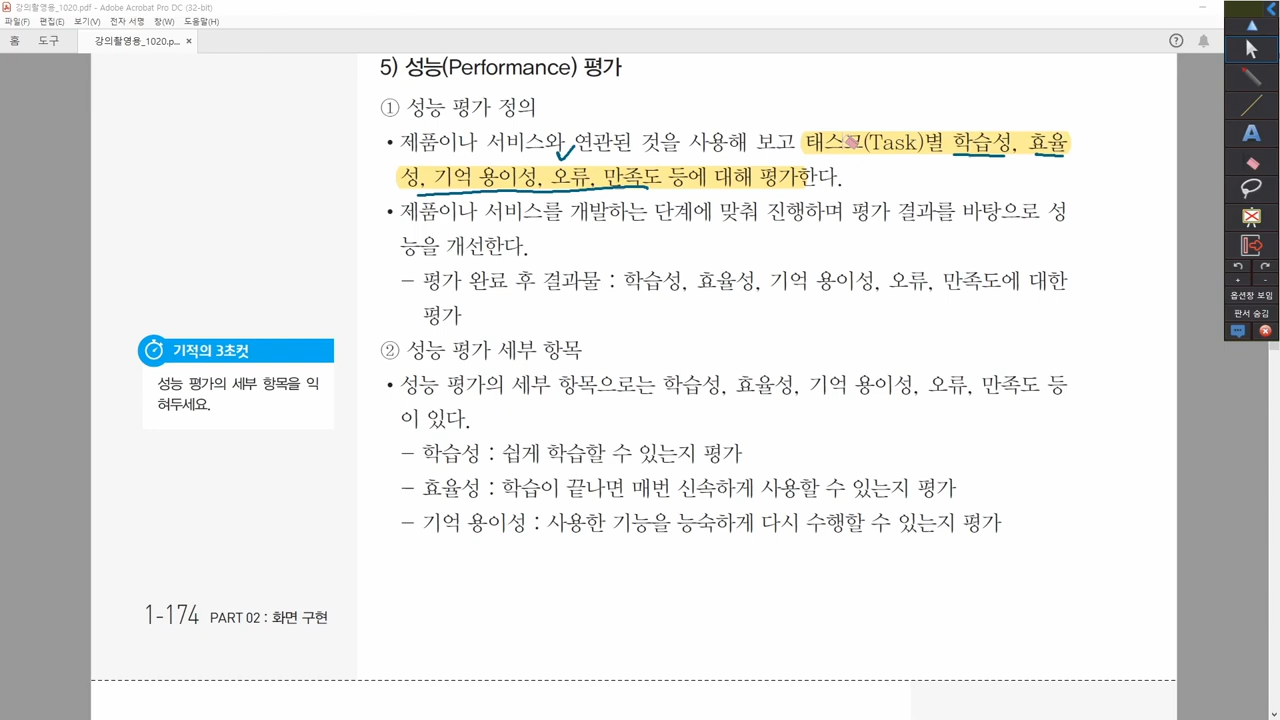 강의촬영용_1020.pdf - Adobe Acrobat Pro DC (32-bit)
파일(F) 편집(E) 보기(V) 전자 서명 창(W) 도움말(H)
홈 도구 강의촬영용_1020.p... ×
5) 성능(Performance) 평가
① 성능 평가 정의
• 제품이나 서비스와 연관된 것을 사용해 보고 태스크(Task)별 학습성, 효율
성, 기억 용이성, 오류, 만족도 등에 대해 평가한다.
• 제품이나 서비스를 개발하는 단계에 맞춰 진행하며 평가 결과를 바탕으로 성
능을 개선한다.
– 평가 완료 후 결과물 : 학습성, 효율성, 기억 용이성, 오류, 만족도에 대한
평가
② 성능 평가 세부 항목
• 성능 평가의 세부 항목으로는 학습성, 효율성, 기억 용이성, 오류, 만족도 등
이 있다.
– 학습성 : 쉽게 학습할 수 있는지 평가
– 효율성 : 학습이 끝나면 매번 신속하게 사용할 수 있는지 평가
– 기억 용이성 : 사용한 기능을 능숙하게 다시 수행할 수 있는지 평가
기적의 3초컷
성능 평가의 세부 항목을 익
혀두세요.
1-174 PART 02 : 화면 구현
A
옵션창 보임
판서 숨김